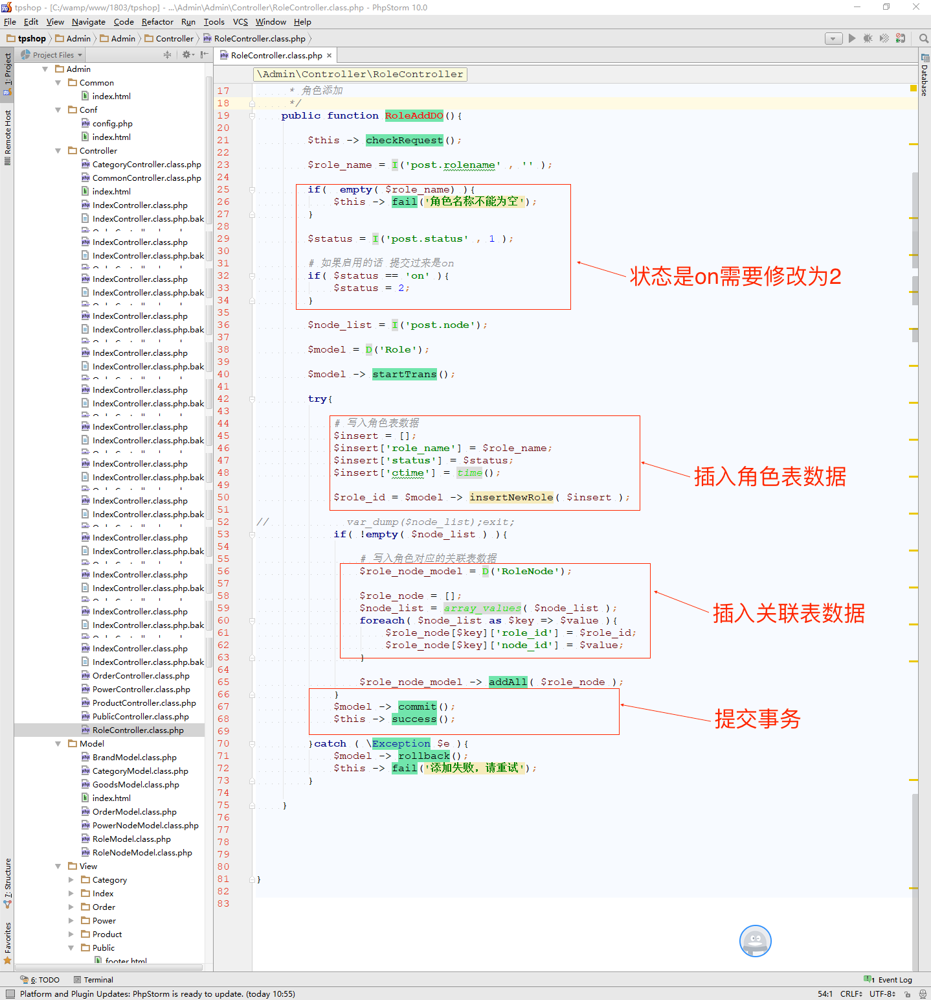 tpshop - [C:/wamp/www/1803/tpshop] - ...\Admin\Admin\Controller\RoleController.class.php - PhpStorm 10.0
File Edit View Navigate Code Refactor Run Tools VCS Window Help
tpshop Admin Admin Controller RoleController.class.php
1: Project
Remote Host
7: Structure
Favorites
Project Files
Admin
Common
index.html
Conf
config.php
index.html
Controller
CategoryController.class.php
CommonController.class.php
index.html
IndexController.class.php
IndexController.class.php.bak
IndexController.class.php
IndexController.class.php.bak
IndexController.class.php
IndexController.class.php.bak
IndexController.class.php
IndexController.class.php.bak
IndexController.class.php
IndexController.class.php.bak
IndexController.class.php
IndexController.class.php.bak
IndexController.class.php
IndexController.class.php.bak
IndexController.class.php
IndexController.class.php.bak
IndexController.class.php
IndexController.class.php.bak
IndexController.class.php
IndexController.class.php.bak
IndexController.class.php
IndexController.class.php.bak
IndexController.class.php
IndexController.class.php.bak
IndexController.class.php
IndexController.class.php.bak
OrderController.class.php
PowerController.class.php
ProductController.class.php
PublicController.class.php
RoleController.class.php
Model
BrandModel.class.php
CategoryModel.class.php
GoodsModel.class.php
index.html
OrderModel.class.php
PowerNodeModel.class.php
RoleModel.class.php
RoleNodeModel.class.php
View
Category
Index
Order
Power
Product
Public
footer.html
RoleController.class.php
\Admin\Controller\RoleController
17 * 角色添加
18 */
19 public function RoleAddDO(){
20
21 $this -> checkRequest();
22
23 $role_name = I('post.rolename' , '' );
24
25 if(  empty( $role_name) ){
26 $this -> fail('角色名称不能为空');
27 }
28
29 $status = I('post.status' , 1 );
30
31 # 如果启用的话 提交过来是on
32 if( $status == 'on' ){
33 $status = 2;
34 }
35
36 $node_list = I('post.node');
37
38 $model = D('Role');
39
40 $model -> startTrans();
41
42 try{
43
44 # 写入角色表数据
45 $insert = [];
46 $insert['role_name'] = $role_name;
47 $insert['status'] = $status;
48 $insert['ctime'] = time();
49
50 $role_id = $model -> insertNewRole( $insert );
51
52 // var_dump($node_list);exit;
53 if( !empty( $node_list ) ){
54
55 # 写入角色对应的关联表数据
56 $role_node_model = D('RoleNode');
57
58 $role_node = [];
59 $node_list = array_values( $node_list );
60 foreach( $node_list as $key => $value ){
61 $role_node[$key]['role_id'] = $role_id;
62 $role_node[$key]['node_id'] = $value;
63 }
64
65 $role_node_model -> addAll( $role_node );
66 }
67 $model -> commit();
68 $this -> success();
69
70 }catch ( \Exception $e ){
71 $model -> rollback();
72 $this -> fail('添加失败，请重试');
73 }
74
75 }
76
77
78
79
80
81 }
82
83
状态是on需要修改为2
插入角色表数据
插入关联表数据
提交事务
Database
6: TODO Terminal 1 Event Log
Platform and Plugin Updates: PhpStorm is ready to update. (today 10:55) 54:1 CRLF UTF-8